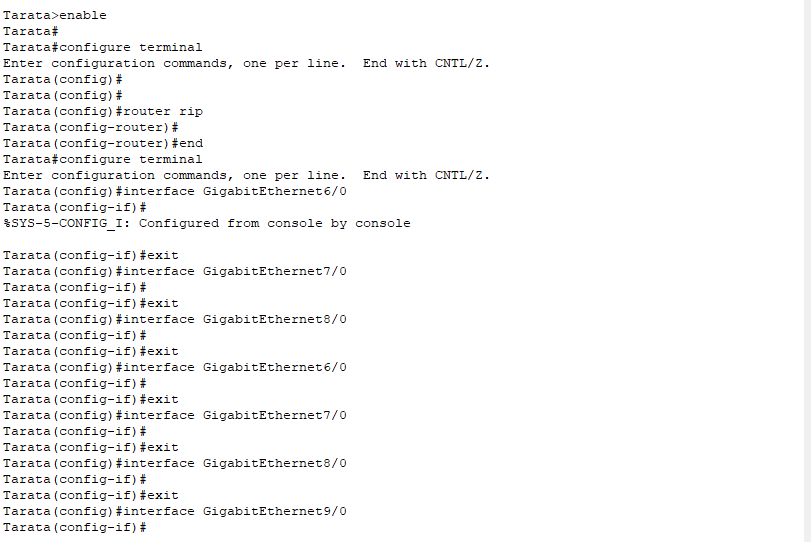 Tarata>enable
Tarata#
Tarata#configure terminal
Enter configuration commands, one per line.  End with CNTL/Z.
Tarata(config)#
Tarata(config)#
Tarata(config)#router rip
Tarata(config-router)#
Tarata(config-router)#end
Tarata#configure terminal
Enter configuration commands, one per line.  End with CNTL/Z.
Tarata(config)#interface GigabitEthernet6/0
Tarata(config-if)#
%SYS-5-CONFIG_I: Configured from console by console

Tarata(config-if)#exit
Tarata(config)#interface GigabitEthernet7/0
Tarata(config-if)#
Tarata(config-if)#exit
Tarata(config)#interface GigabitEthernet8/0
Tarata(config-if)#
Tarata(config-if)#exit
Tarata(config)#interface GigabitEthernet6/0
Tarata(config-if)#
Tarata(config-if)#exit
Tarata(config)#interface GigabitEthernet7/0
Tarata(config-if)#
Tarata(config-if)#exit
Tarata(config)#interface GigabitEthernet8/0
Tarata(config-if)#
Tarata(config-if)#exit
Tarata(config)#interface GigabitEthernet9/0
Tarata(config-if)#